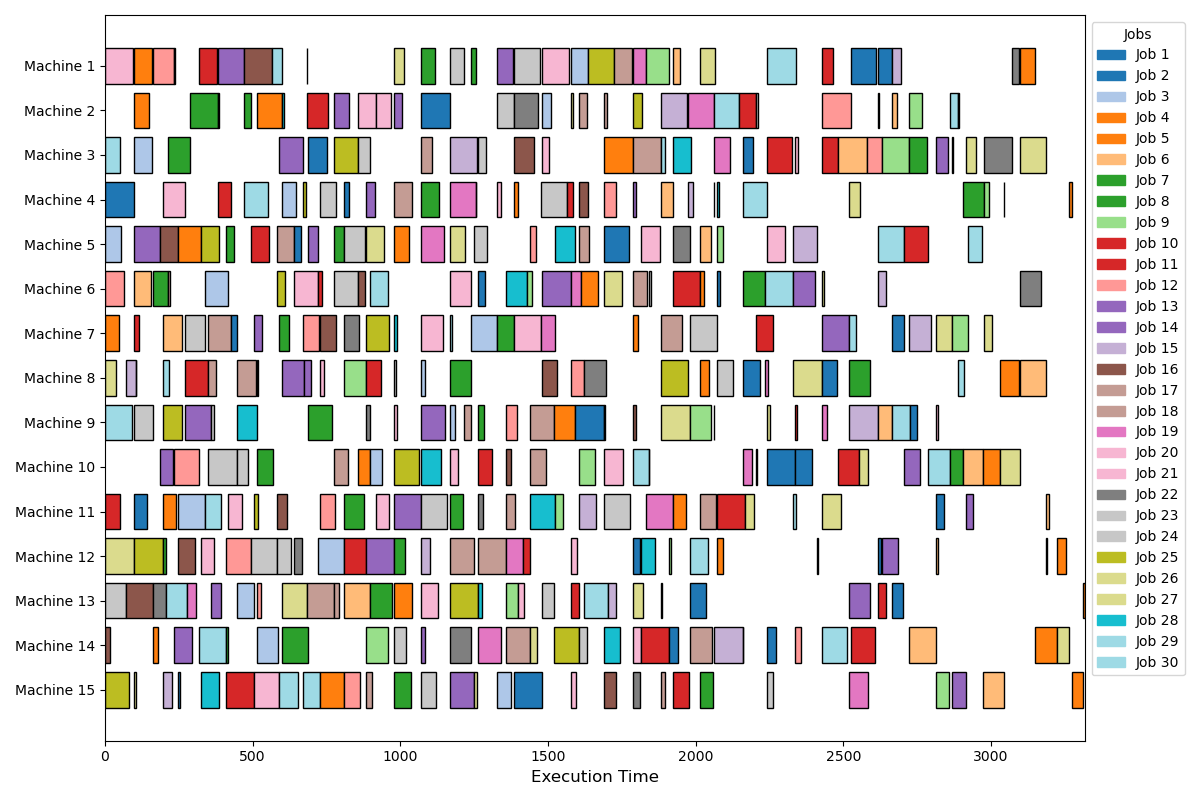 Machine 1
Machine 2
Machine 3
Machine 4
Machine 5
Machine 6
Machine 7
Machine 8
Machine 9
Machine 10
Machine 11
Machine 12
Machine 13
Machine 14
Machine 15
0 500 1000 1500 2000 2500 3000
Execution Time
Jobs
Job 1
Job 2
Job 3
Job 4
Job 5
Job 6
Job 7
Job 8
Job 9
Job 10
Job 11
Job 12
Job 13
Job 14
Job 15
Job 16
Job 17
Job 18
Job 19
Job 20
Job 21
Job 22
Job 23
Job 24
Job 25
Job 26
Job 27
Job 28
Job 29
Job 30